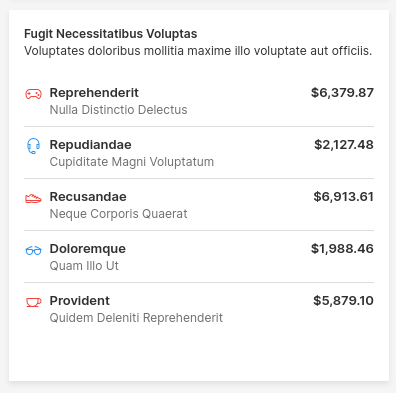 Fugit Necessitatibus Voluptas
Voluptates doloribus mollitia maxime illo voluptate aut officiis.
Reprehenderit $6,379.87
Nulla Distinctio Delectus
Repudiandae $2,127.48
Cupiditate Magni Voluptatum
Recusandae $6,913.61
Neque Corporis Quaerat
Doloremque $1,988.46
Quam Illo Ut
Provident $5,879.10
Quidem Deleniti Reprehenderit